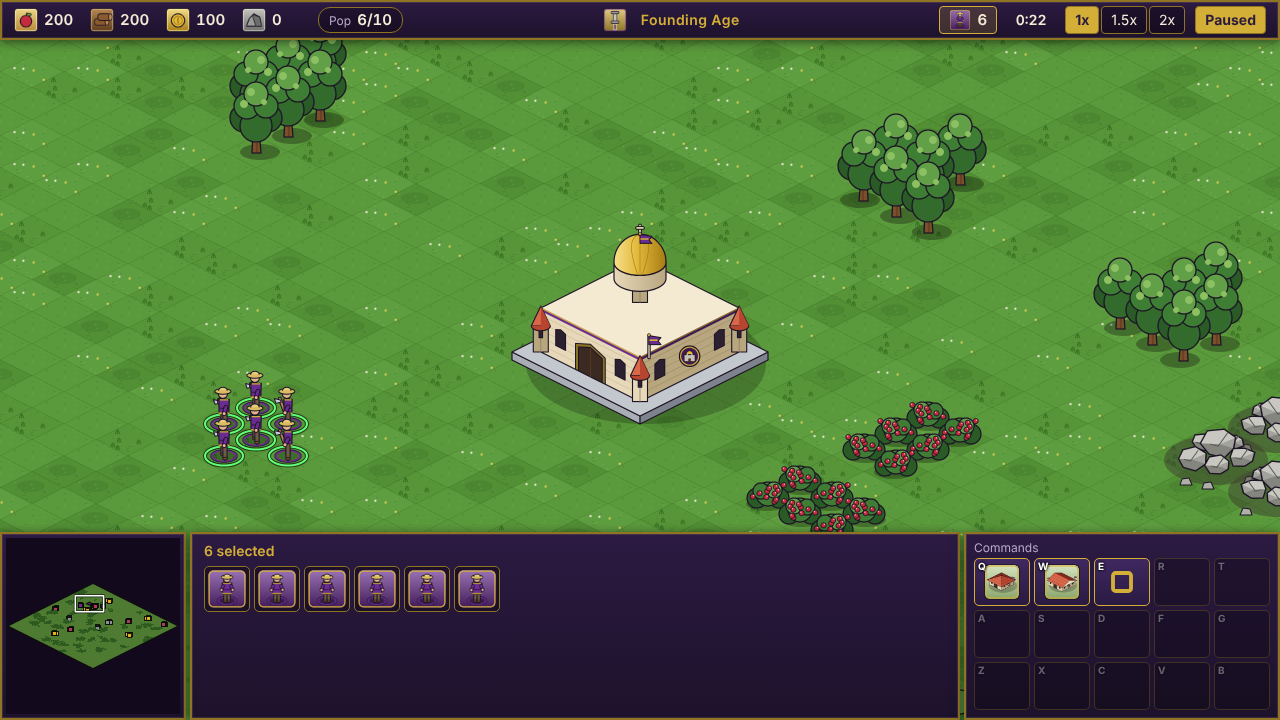 200
200
100
0
Pop 6/10
Founding Age
6
0:22
1x
1.5x
2x
Paused
6 selected
Commands
Q
W
E
R
T
A
S
D
F
G
Z
X
C
V
B